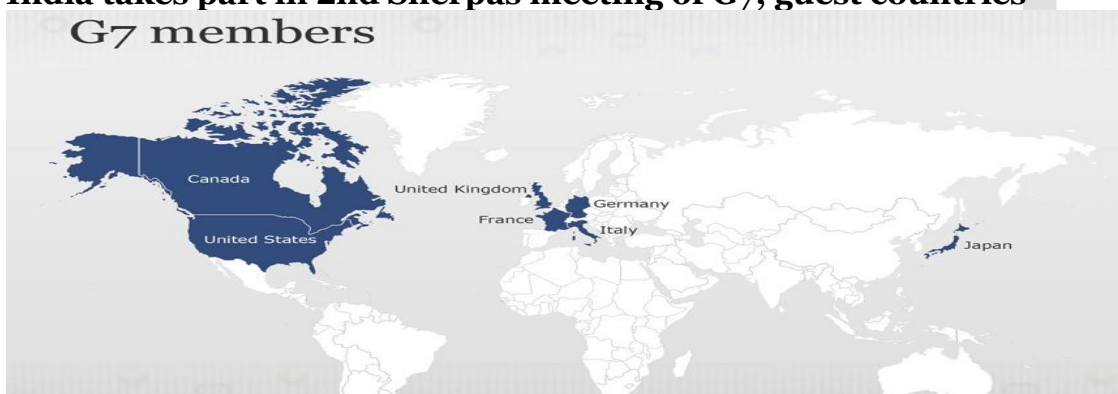 India takes part in 2nd Sherpas meeting of G7, guest countries
G7 members
Canada
United Kingdom
Germany
France
Italy
United States
Japan